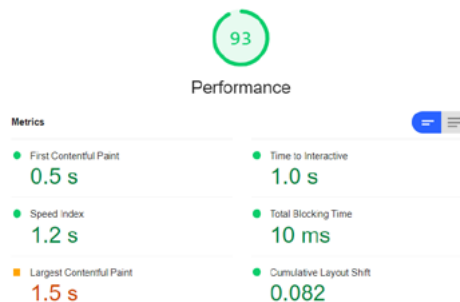 93
Performance
Metrics
First Contentful Paint
0.5 s
Time to Interactive
1.0 s
Speed Index
1.2 s
Total Blocking Time
10 ms
Largest Contentful Paint
1.5 s
Cumulative Layout Shift
0.082